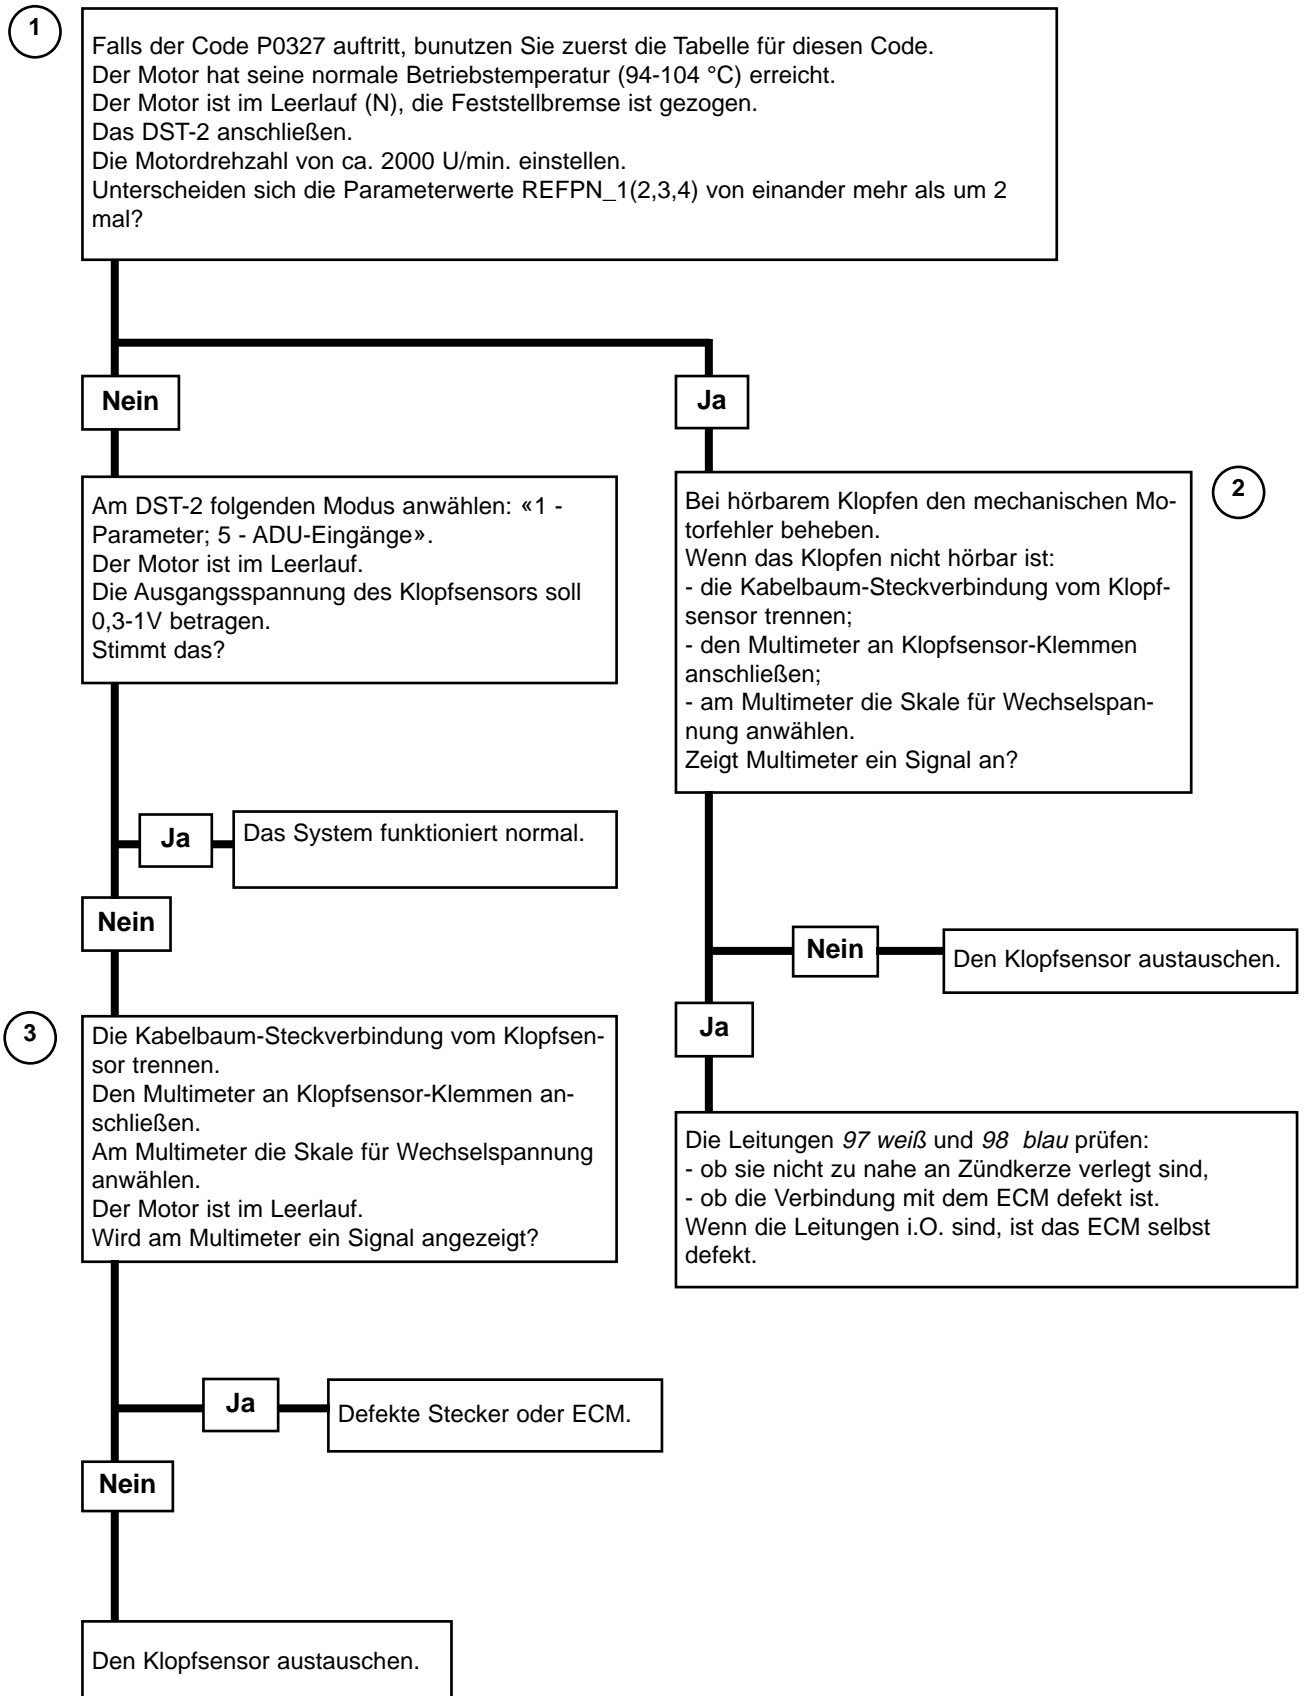 1
Falls der Code P0327 auftritt, bunutzen Sie zuerst die Tabelle für diesen Code.
Der Motor hat seine normale Betriebstemperatur (94-104 °C) erreicht.
Der Motor ist im Leerlauf (N), die Feststellbremse ist gezogen.
Das DST-2 anschließen.
Die Motordrehzahl von ca. 2000 U/min. einstellen.
Unterscheiden sich die Parameterwerte REFPN_1(2,3,4) von einander mehr als um 2
mal?
Nein
Ja
Am DST-2 folgenden Modus anwählen: «1 -
Parameter; 5 - ADU-Eingänge».
Der Motor ist im Leerlauf.
Die Ausgangsspannung des Klopfsensors soll
0,3-1V betragen.
Stimmt das?
2
Bei hörbarem Klopfen den mechanischen Mo-
torfehler beheben.
Wenn das Klopfen nicht hörbar ist:
- die Kabelbaum-Steckverbindung vom Klopf-
sensor trennen;
- den Multimeter an Klopfsensor-Klemmen
anschließen;
- am Multimeter die Skale für Wechselspan-
nung anwählen.
Zeigt Multimeter ein Signal an?
Ja
Das System funktioniert normal.
Nein
Nein
Den Klopfsensor austauschen.
Ja
3
Die Kabelbaum-Steckverbindung vom Klopfsen-
sor trennen.
Den Multimeter an Klopfsensor-Klemmen an-
schließen.
Am Multimeter die Skale für Wechselspannung
anwählen.
Der Motor ist im Leerlauf.
Wird am Multimeter ein Signal angezeigt?
Die Leitungen 97 weiß und 98 blau prüfen:
- ob sie nicht zu nahe an Zündkerze verlegt sind,
- ob die Verbindung mit dem ECM defekt ist.
Wenn die Leitungen i.O. sind, ist das ECM selbst
defekt.
Ja
Defekte Stecker oder ECM.
Nein
Den Klopfsensor austauschen.